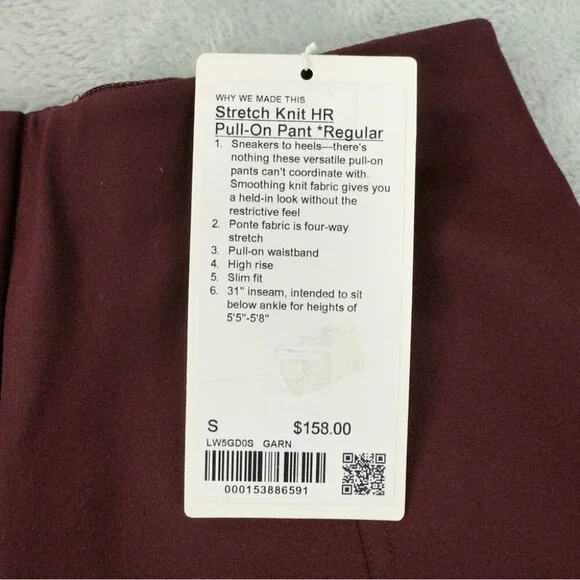 WHY WE MADE THIS
Stretch Knit HR
Pull-On Pant *Regular
1. Sneakers to heels—there's
nothing these versatile pull-on
pants can't coordinate with.
Smoothing knit fabric gives you
a held-in look without the
restrictive feel
2. Ponte fabric is four-way
stretch
3. Pull-on waistband
4. High rise
5. Slim fit
6. 31" inseam, intended to sit
below ankle for heights of
5'5"-5'8"
S $158.00
LW5GD0S GARN
000153886591